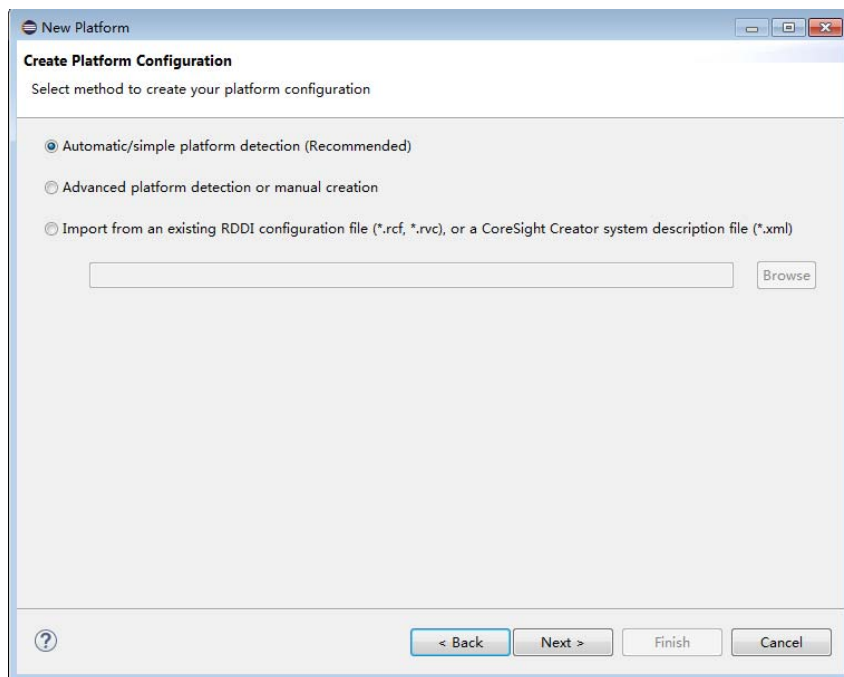 New Platform
Create Platform Configuration
Select method to create your platform configuration
Automatic/simple platform detection (Recommended)
Advanced platform detection or manual creation
Import from an existing RDDI configuration file (*.rcf, *.rvc), or a CoreSight Creator system description file (*.xml)
Browse
?
< Back Next > Finish Cancel